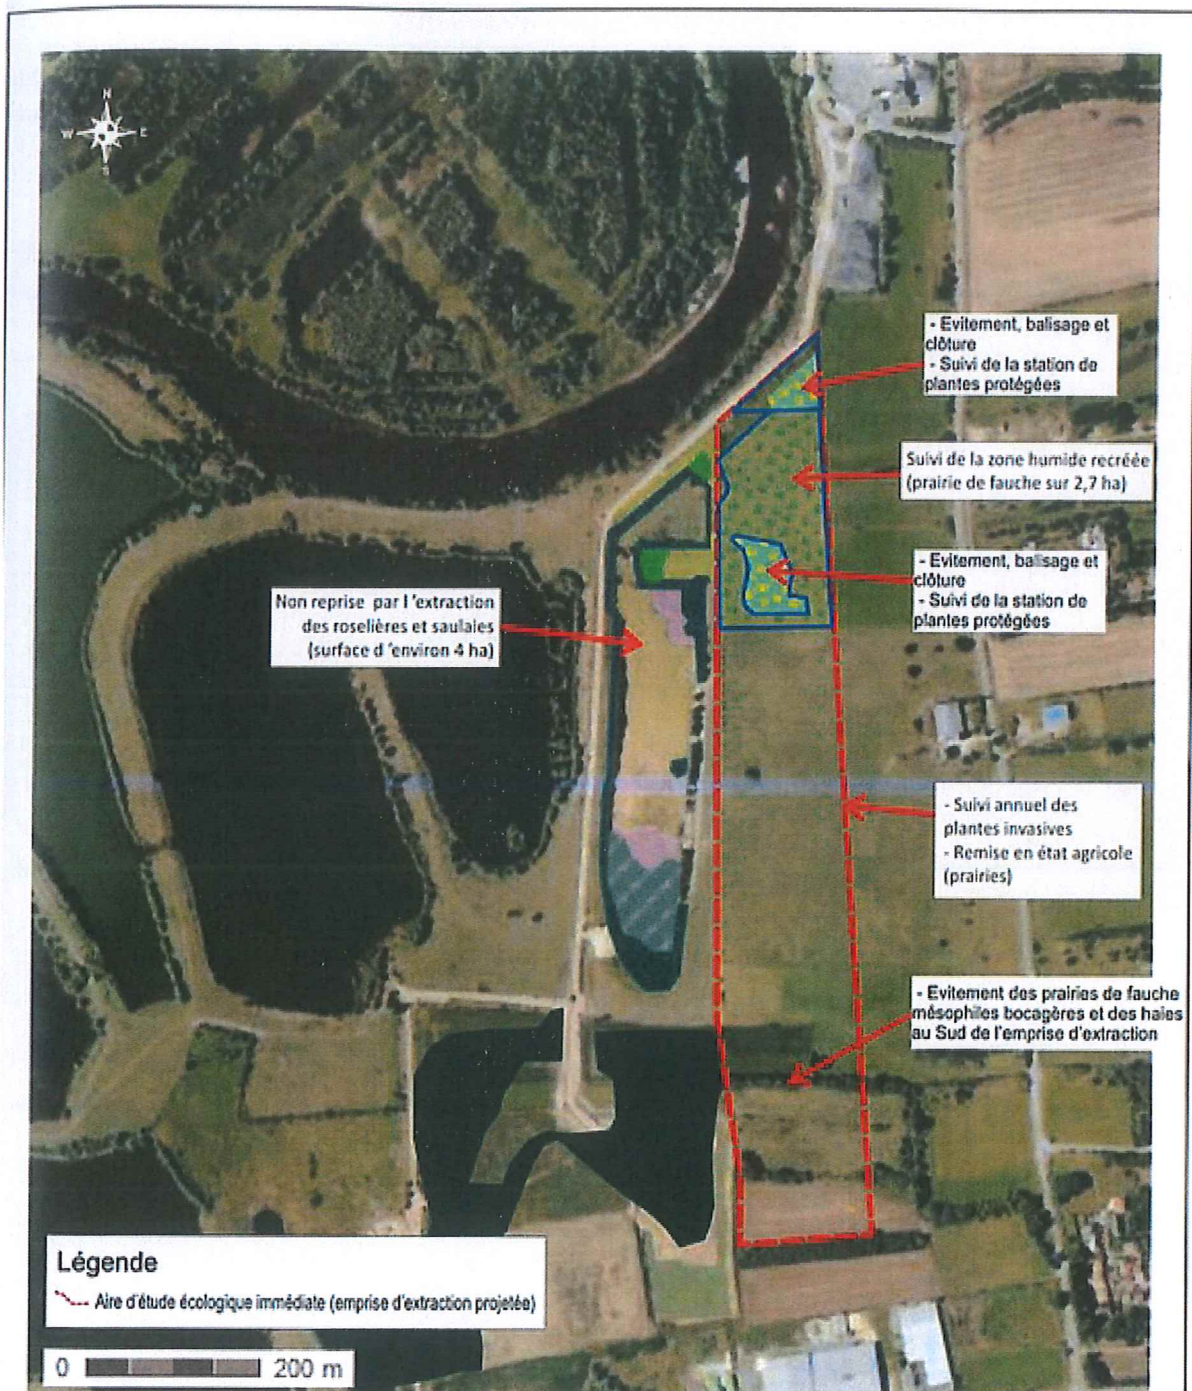 N
W E
S
- Evitement, balisage et
clôture
- Suivi de la station de
plantes protégées
Suivi de la zone humide recréée
(prairie de fauche sur 2,7 ha)
- Evitement, balisage et
clôture
- Suivi de la station de
plantes protégées
Non reprise par l'extraction
des roselières et saulaies
(surface d'environ 4 ha)
- Suivi annuel des
plantes invasives
- Remise en état agricole
(prairies)
- Evitement des prairies de fauche
mésophiles bocagères et des haies
au Sud de l'emprise d'extraction
Légende
Aire d'étude écologique immédiate (emprise d'extraction projetée)
0 200 m